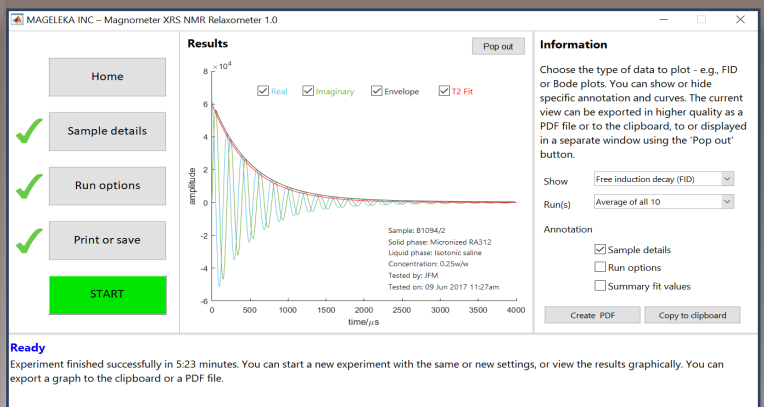 MAGELEKA INC – Magnometer XRS NMR Relaxometer 1.0
Home
Sample details
Run options
Print or save
START
Results
Pop out
×10⁴
Real
Imaginary
Envelope
T2 Fit
8
6
4
2
0
-2
-4
-6
amplitude
Sample: B1094/2
Solid phase: Micronized RA312
Liquid phase: Isotonic saline
Concentration: 0.25w/w
Tested by: JFM
Tested on: 09 Jun 2017 11:27am
0 500 1000 1500 2000 2500 3000 3500 4000
time/μs
Information
Choose the type of data to plot - e.g., FID
or Bode plots. You can show or hide
specific annotation and curves. The current
view can be exported in higher quality as a
PDF file or to the clipboard, to or displayed
in a separate window using the 'Pop out'
button.
Show Free induction decay (FID)
Run(s) Average of all 10
Annotation
Sample details
Run options
Summary fit values
Create PDF
Copy to clipboard
Ready
Experiment finished successfully in 5:23 minutes. You can start a new experiment with the same or new settings, or view the results graphically. You can
export a graph to the clipboard or a PDF file.